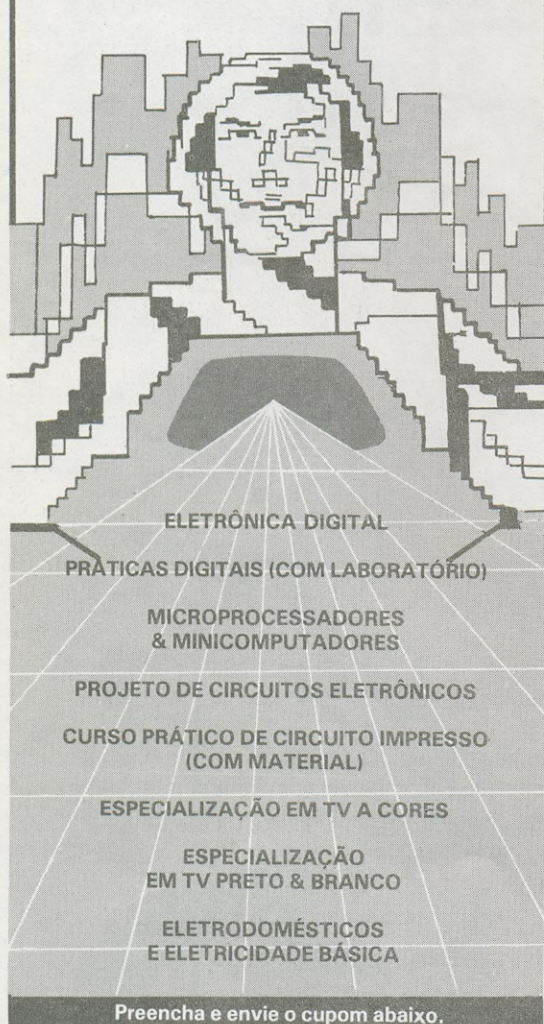 ELETRÔNICA DIGITAL
PRÁTICAS DIGITAIS (COM LABORATÓRIO)
MICROPROCESSADORES
& MINICOMPUTADORES
PROJETO DE CIRCUITOS ELETRÔNICOS
CURSO PRÁTICO DE CIRCUITO IMPRESSO
(COM MATERIAL)
ESPECIALIZAÇÃO EM TV A CORES
ESPECIALIZAÇÃO
EM TV PRETO & BRANCO
ELETRODOMÉSTICOS
E ELETRICIDADE BÁSICA
Preencha e envie o cupom abaixo.